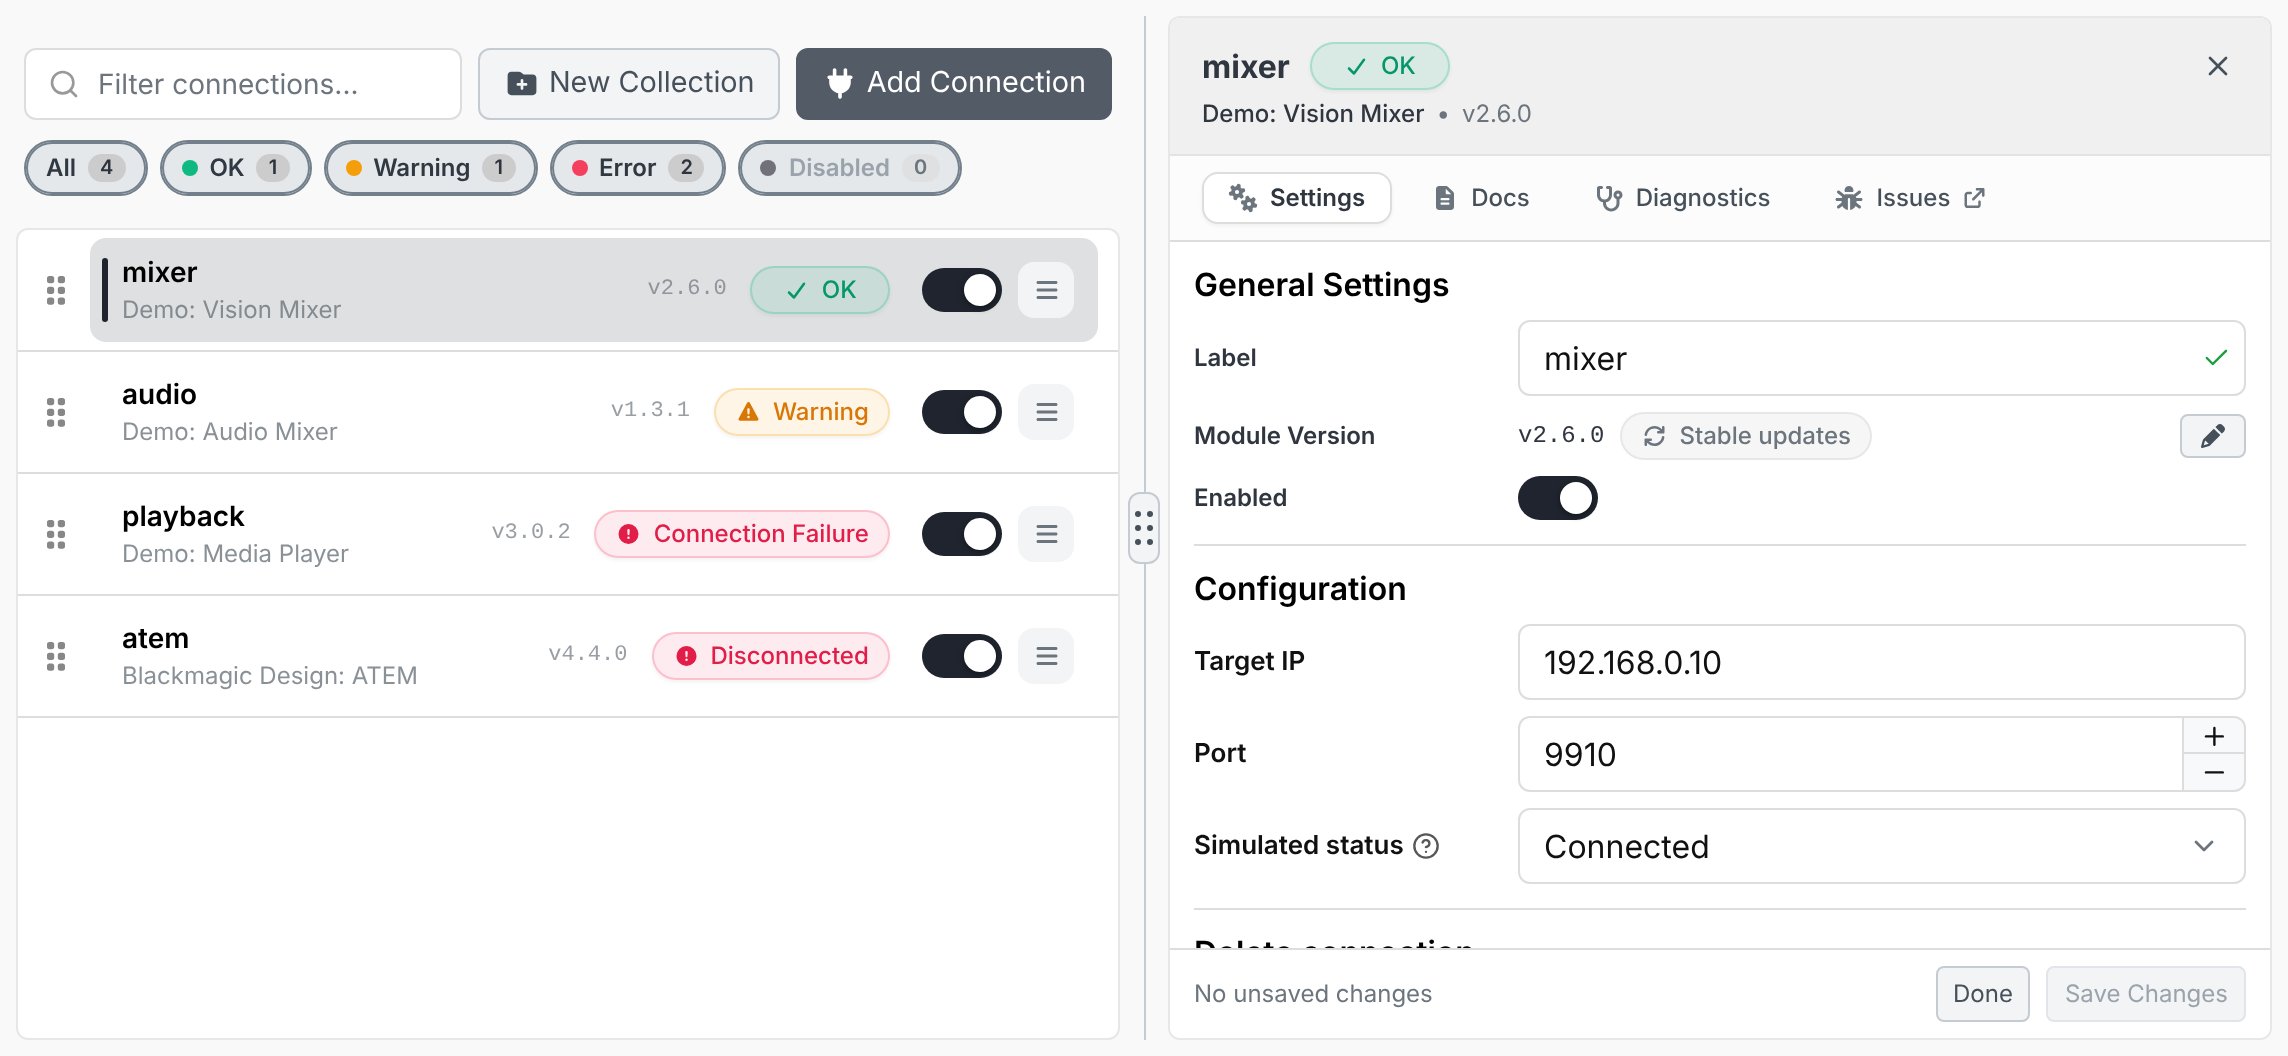 Filter connections...
New Collection
Add Connection
All 4
OK 1
Warning 1
Error 2
Disabled 0
mixer
Demo: Vision Mixer
v2.6.0
OK
audio
Demo: Audio Mixer
v1.3.1
Warning
playback
Demo: Media Player
v3.0.2
Connection Failure
atem
Blackmagic Design: ATEM
v4.4.0
Disconnected
mixer
OK
Demo: Vision Mixer • v2.6.0
Settings
Docs
Diagnostics
Issues
General Settings
Label
mixer
Module Version
v2.6.0
Stable updates
Enabled
Configuration
Target IP
192.168.0.10
Port
9910
Simulated status
Connected
Delete connection
No unsaved changes
Done
Save Changes